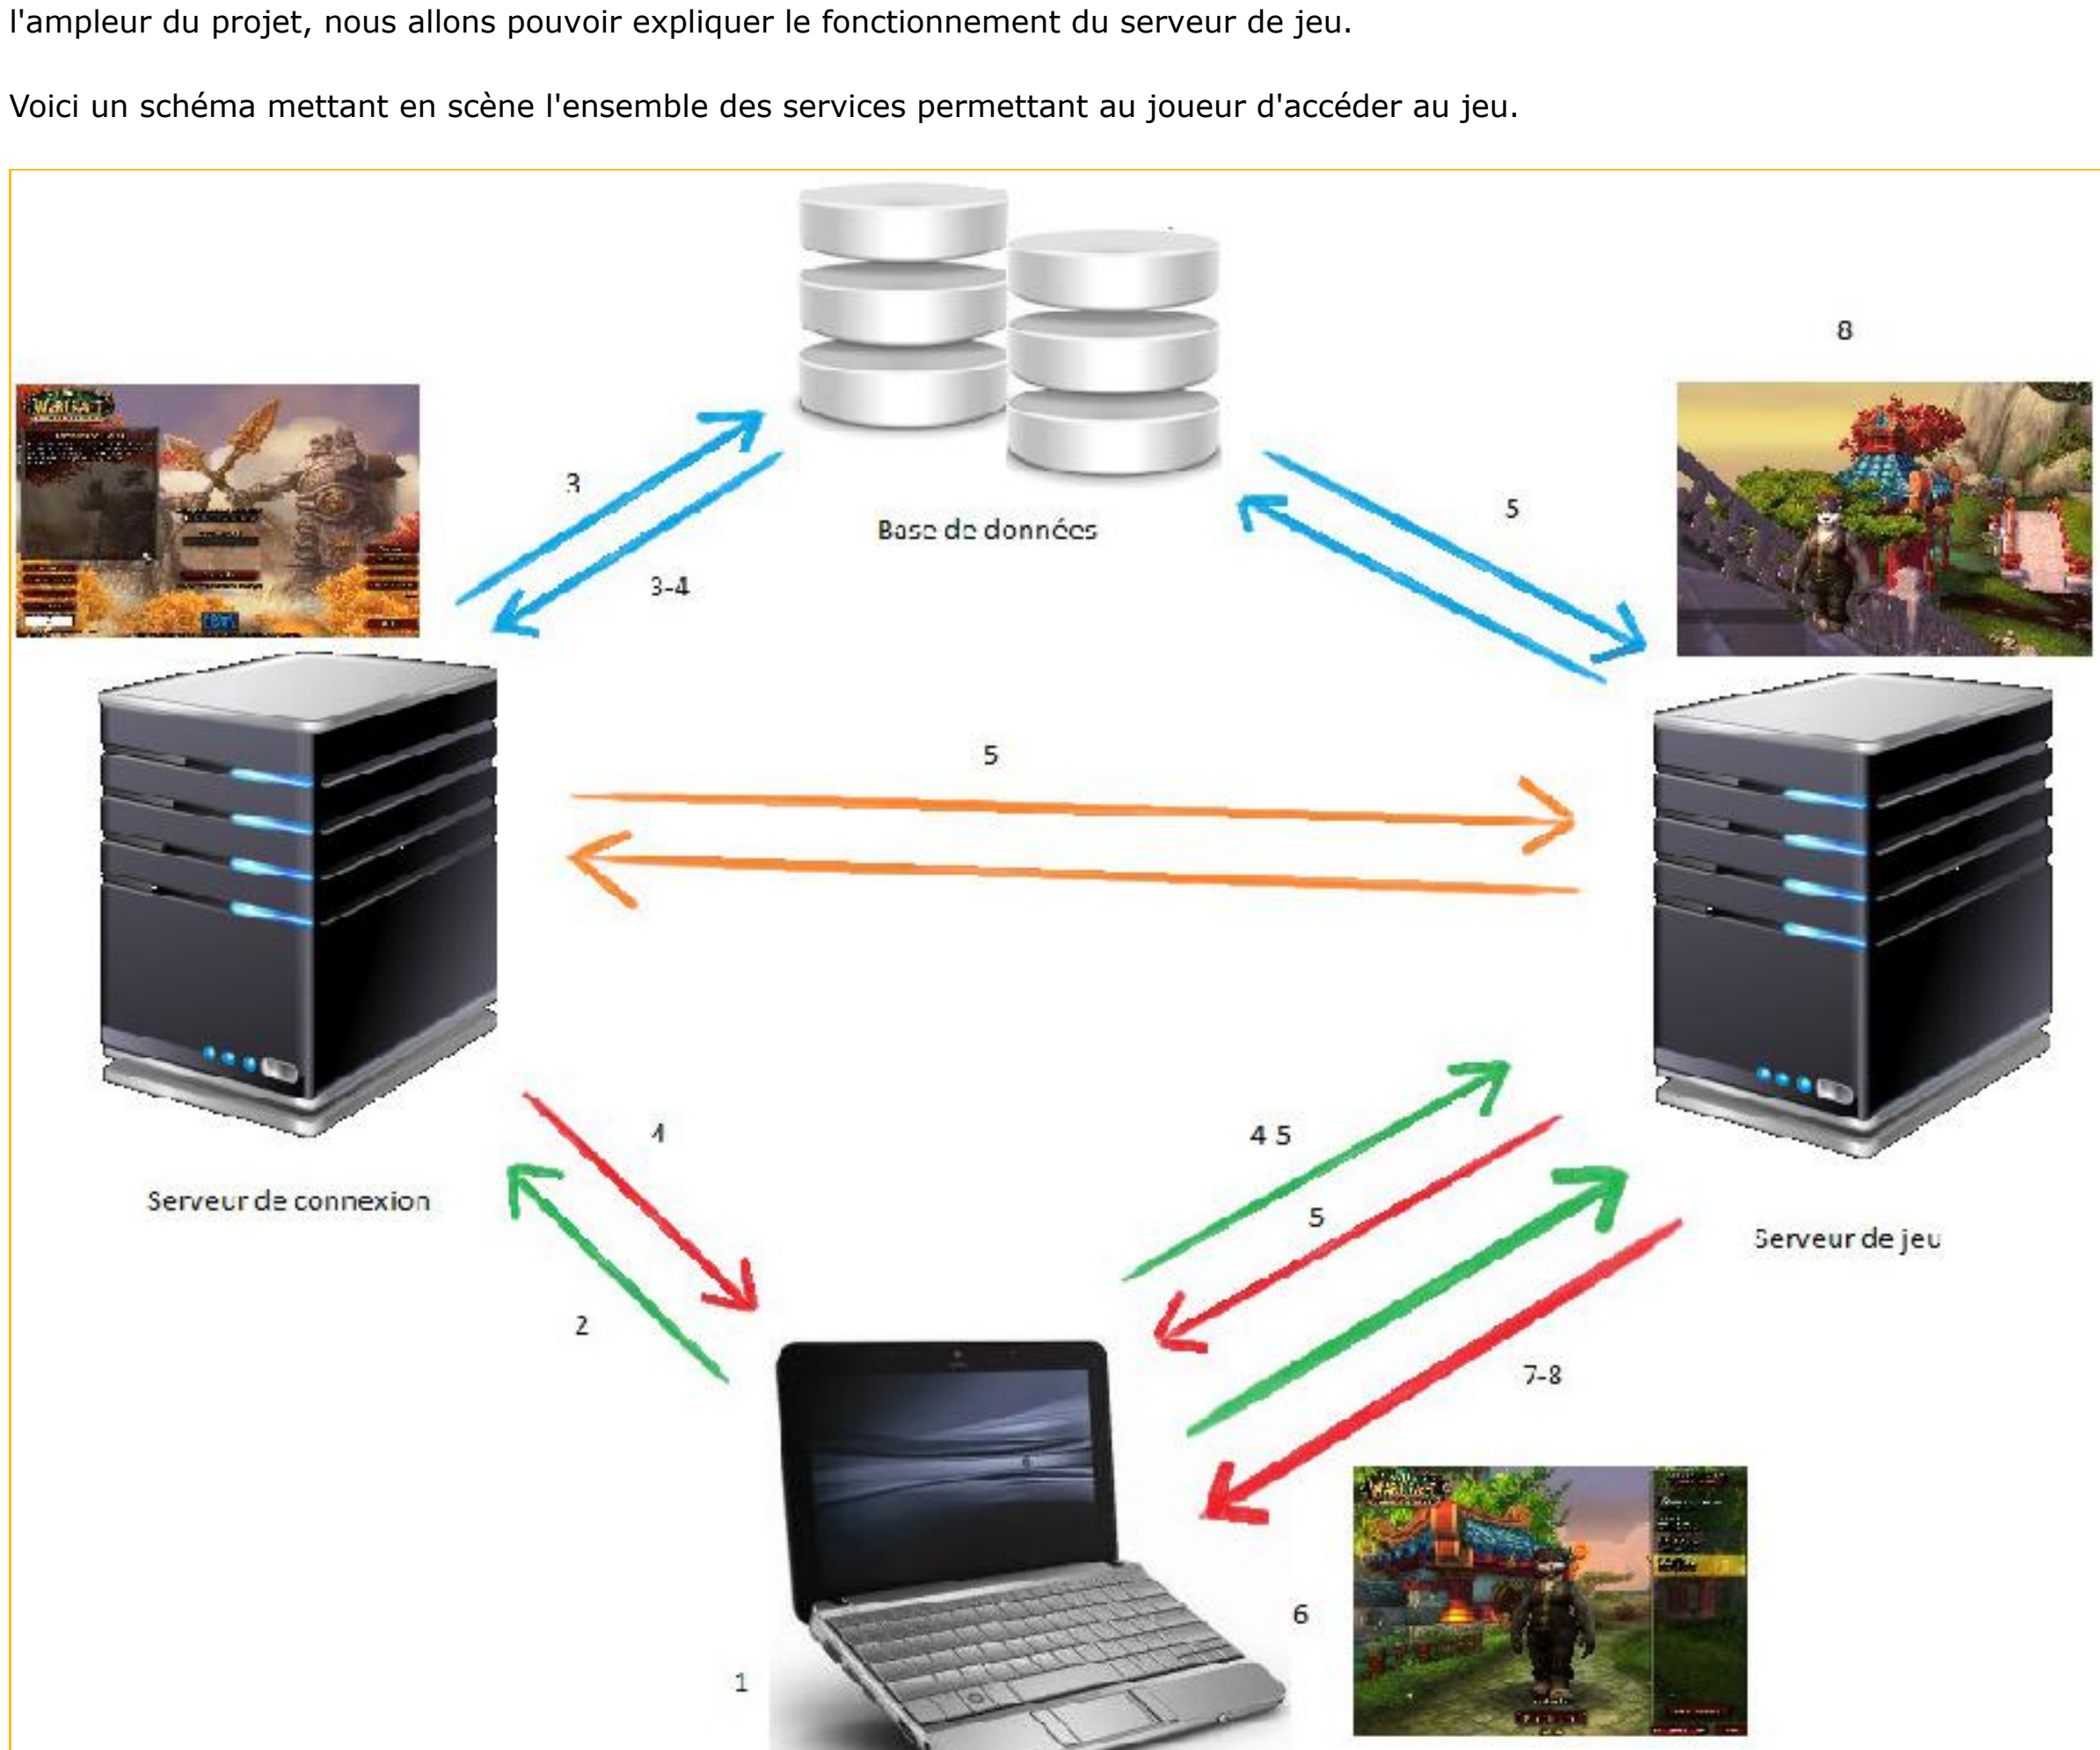 l'ampleur du projet, nous allons pouvoir expliquer le fonctionnement du serveur de jeu.
Voici un schéma mettant en scène l'ensemble des services permettant au joueur d'accéder au jeu.
8
3
5
Base de données
3-4
5
4
4 5
Serveur de connexion
5
Serveur de jeu
2
7-8
6
1